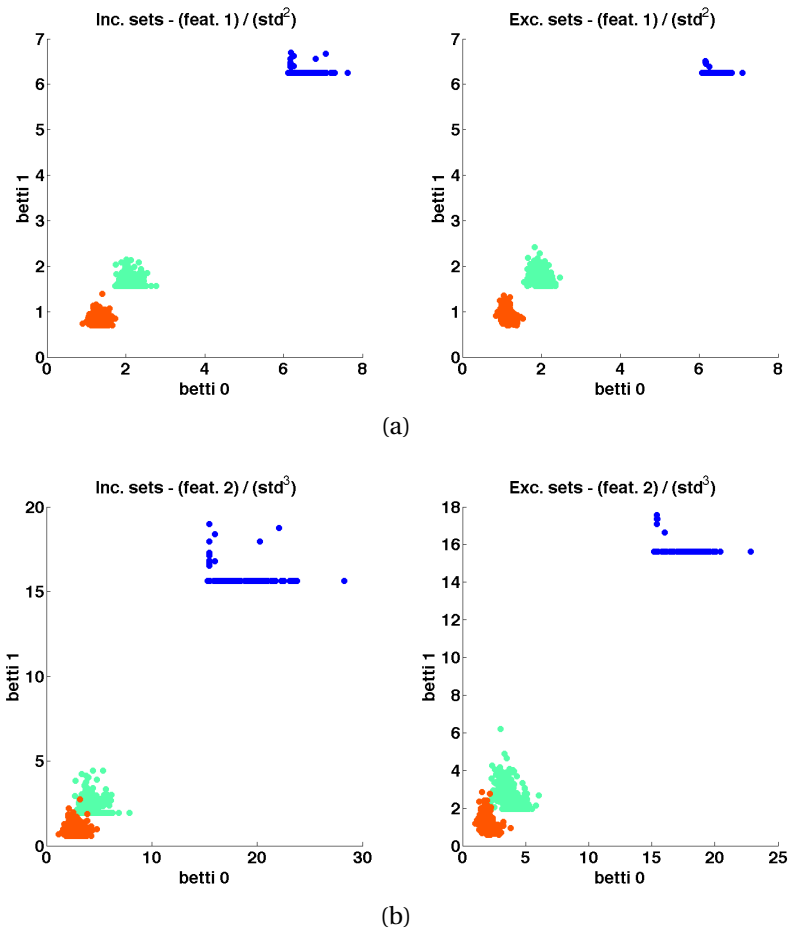 Inc. sets - (feat. 1) / (std²)
7
6
5
4
3
2
1
0
betti 1
0 2 4 6 8
betti 0
Exc. sets - (feat. 1) / (std²)
7
6
5
4
3
2
1
0
betti 1
0 2 4 6 8
betti 0
(a)
Inc. sets - (feat. 2) / (std³)
20
15
10
5
0
betti 1
0 10 20 30
betti 0
Exc. sets - (feat. 2) / (std³)
18
16
14
12
10
8
6
4
2
0
betti 1
0 5 10 15 20 25
betti 0
(b)